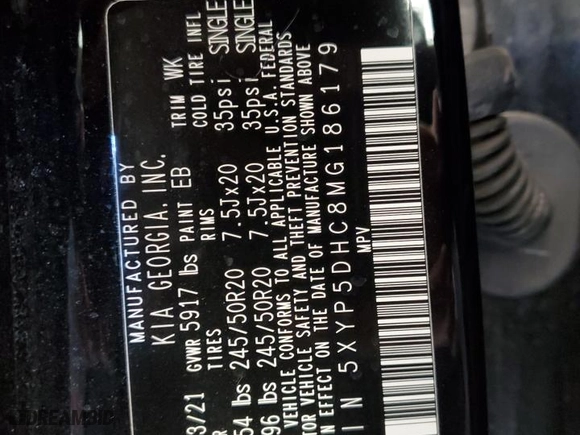 MANUFACTURED BY
KIA GEORGIA, INC.
3/21 GVWR 5917 lbs PAINT EB TRIM WK
TIRES RIMS COLD TIRE INFL
54 lbs 245/50R20 7.5Jx20 35psi SINGLE
96 lbs 245/50R20 7.5Jx20 35psi SINGLE
VEHICLE CONFORMS TO ALL APPLICABLE U.S.A. FEDERAL
TOR VEHICLE SAFETY AND THEFT PREVENTION STANDARDS
IN EFFECT ON THE DATE OF MANUFACTURE SHOWN ABOVE
IN 5XYP5DHC8MG186179
MPV
IDREAMBIC